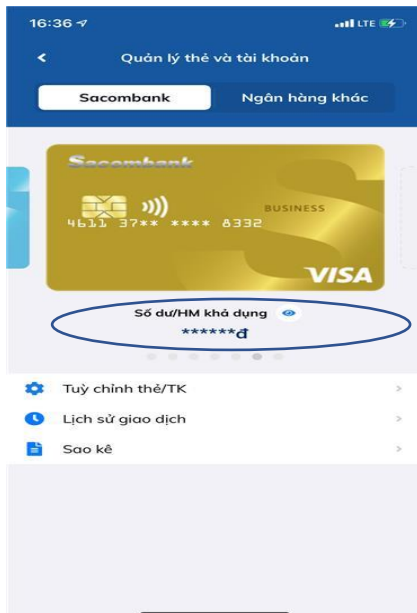 16:36
LTE
Quản lý thẻ và tài khoản
Sacombank
Ngân hàng khác
Sacombank
BUSINESS
4611 37** **** 8332
VISA
Số dư/HM khả dụng
******đ
Tuỳ chỉnh thẻ/TK
Lịch sử giao dịch
Sao kê